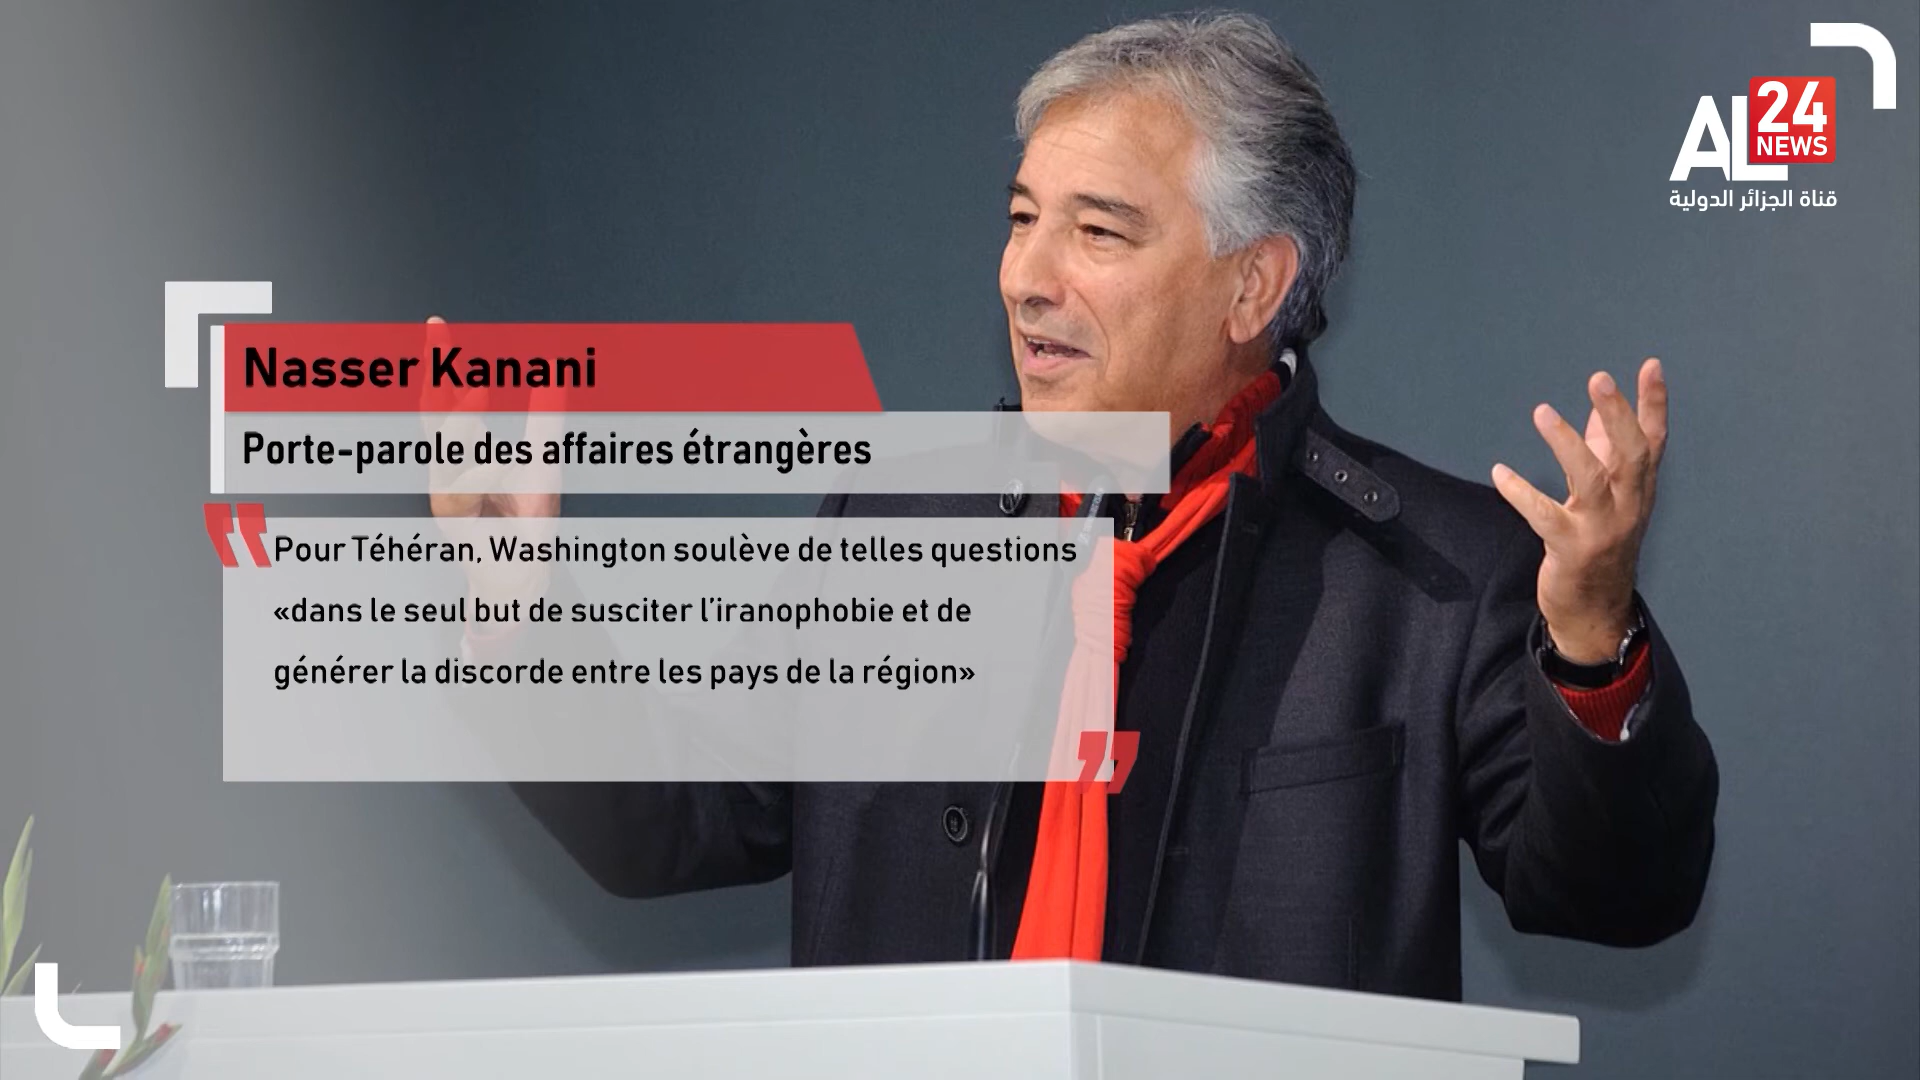 AL
24
NEWS
قناة الجزائر الدولية
Nasser Kanani
Porte-parole des affaires étrangères
“Pour Téhéran, Washington soulève de telles questions
«dans le seul but de susciter l’iranophobie et de
générer la discorde entre les pays de la région»
”